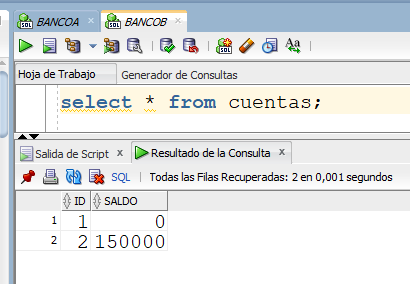 BANCOA BANCOB
Hoja de Trabajo Generador de Consultas
select * from cuentas;
Salida de Script x Resultado de la Consulta x
SQL | Todas las Filas Recuperadas: 2 en 0,001 segundos
ID SALDO
1 1 0
2 2 150000